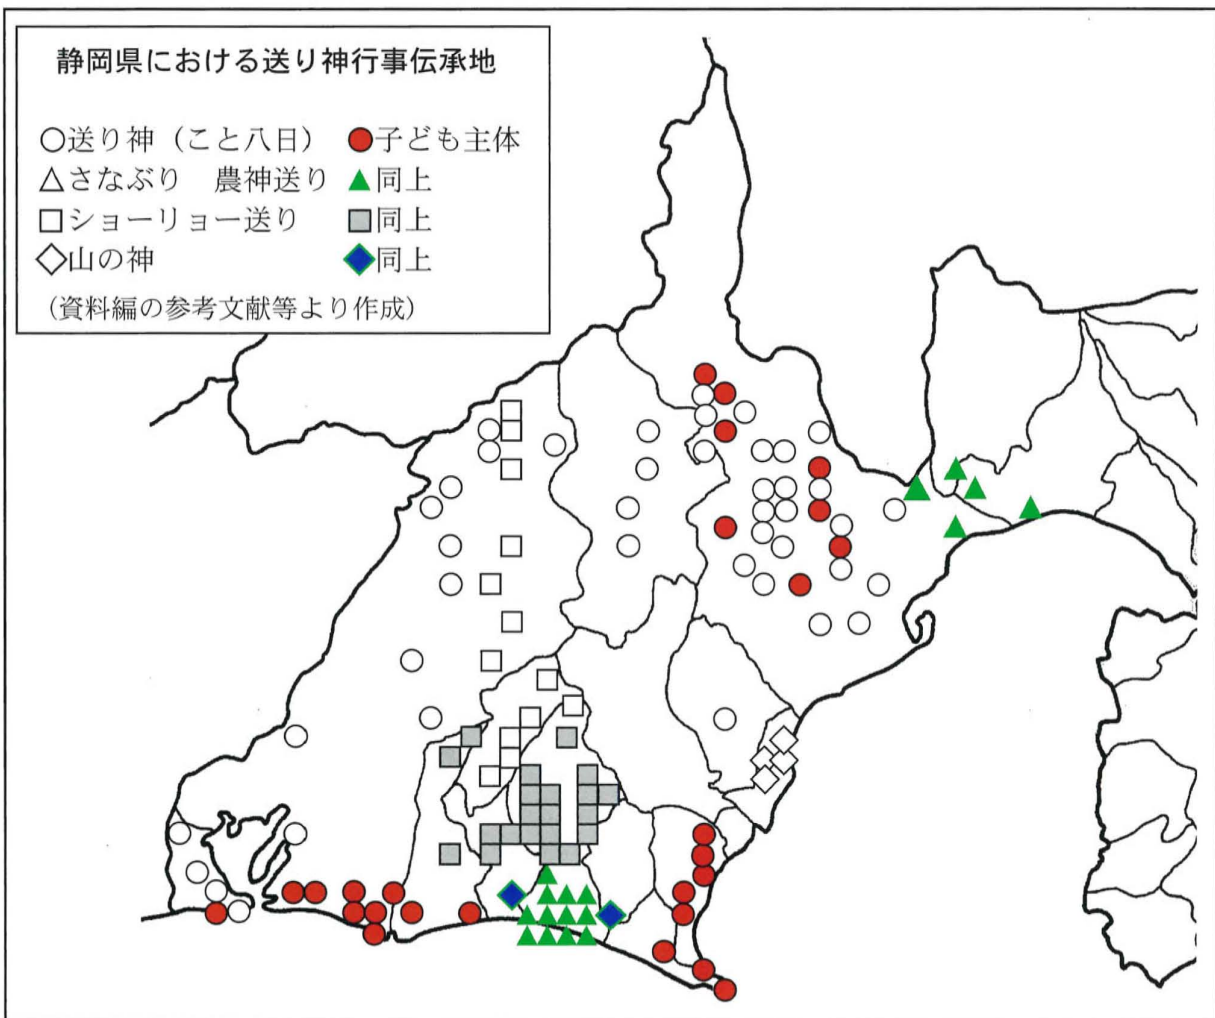 静岡県における送り神行事伝承地
○送り神（こと八日） ●子ども主体
△さなぶり　農神送り ▲同上
□ショーリョー送り ■同上
◇山の神 ◆同上
（資料編の参考文献等より作成）